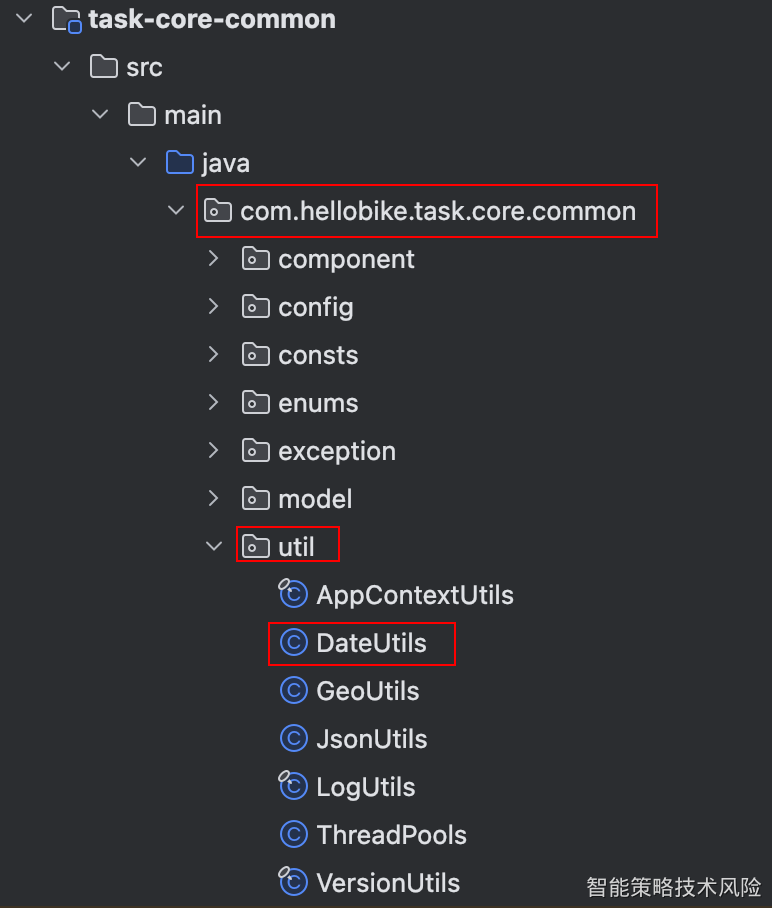 task-core-common
src
main
java
com.hellobike.task.core.common
component
config
consts
enums
exception
model
util
AppContextUtils
DateUtils
GeoUtils
JsonUtils
LogUtils
ThreadPools
VersionUtils
智能策略技术风险